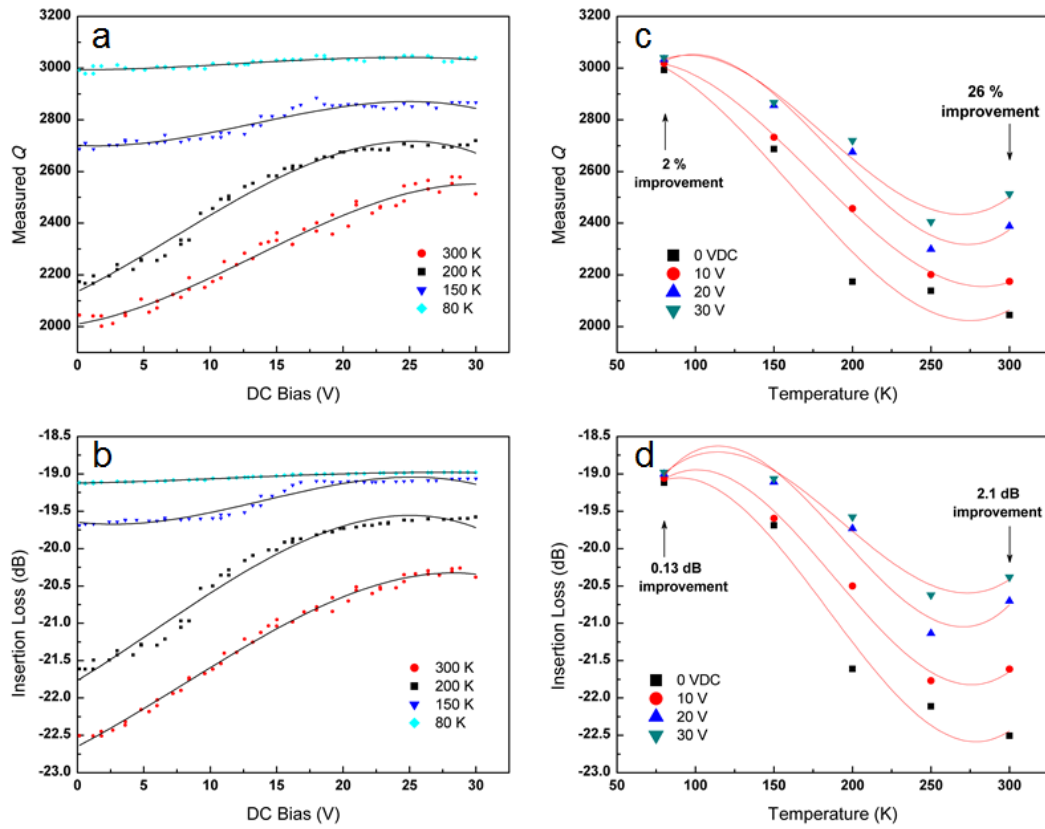 a
3200
3000
2800
2600
2400
2200
2000
Measured Q
0 5 10 15 20 25 30
DC Bias (V)
300 K
200 K
150 K
80 K
c
3200
3000
2800
2600
2400
2200
2000
Measured Q
50 100 150 200 250 300
Temperature (K)
2 %
improvement
26 %
improvement
0 VDC
10 V
20 V
30 V
b
-18.5
-19.0
-19.5
-20.0
-20.5
-21.0
-21.5
-22.0
-22.5
-23.0
Insertion Loss (dB)
0 5 10 15 20 25 30
DC Bias (V)
300 K
200 K
150 K
80 K
d
-18.5
-19.0
-19.5
-20.0
-20.5
-21.0
-21.5
-22.0
-22.5
-23.0
Insertion Loss (dB)
50 100 150 200 250 300
Temperature (K)
0.13 dB
improvement
2.1 dB
improvement
0 VDC
10 V
20 V
30 V